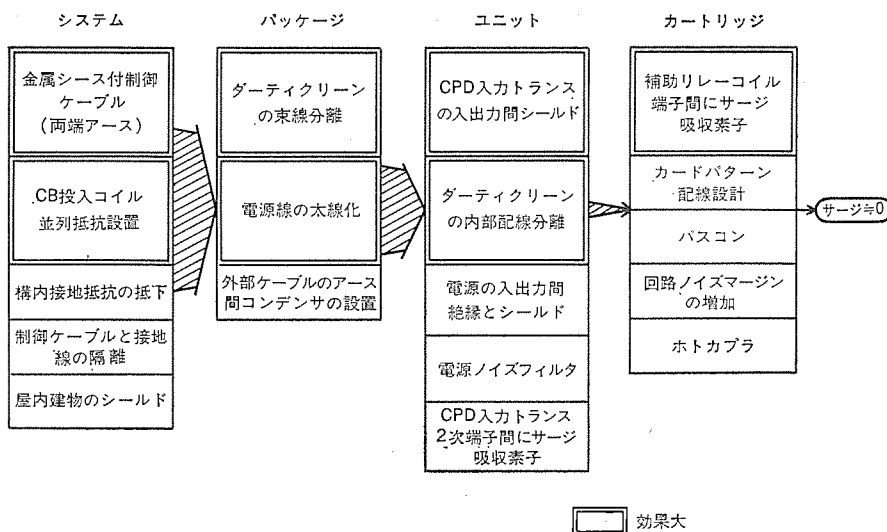 システム
金属シース付制御
ケーブル
(両端アース)
CB投入コイル
並列抵抗設置
構内接地抵抗の抵下
制御ケーブルと接地
線の隔離
屋内建物のシールド
パッケージ
ダーティクリーン
の束線分離
電源線の太線化
外部ケーブルのアース
間コンデンサの設置
ユニット
CPD入力トランス
の入出力間シールド
ダーティクリーン
の内部配線分離
電源の入出力間
絶縁とシールド
電源ノイズフィルタ
CPD入力トランス
2次端子間にサージ
吸収素子
カートリッジ
補助リレーコイル
端子間にサージ
吸収素子
カードパターン
配線設計
パスコン
回路ノイズマージン
の増加
ホトカプラ
サージ≒0
効果大